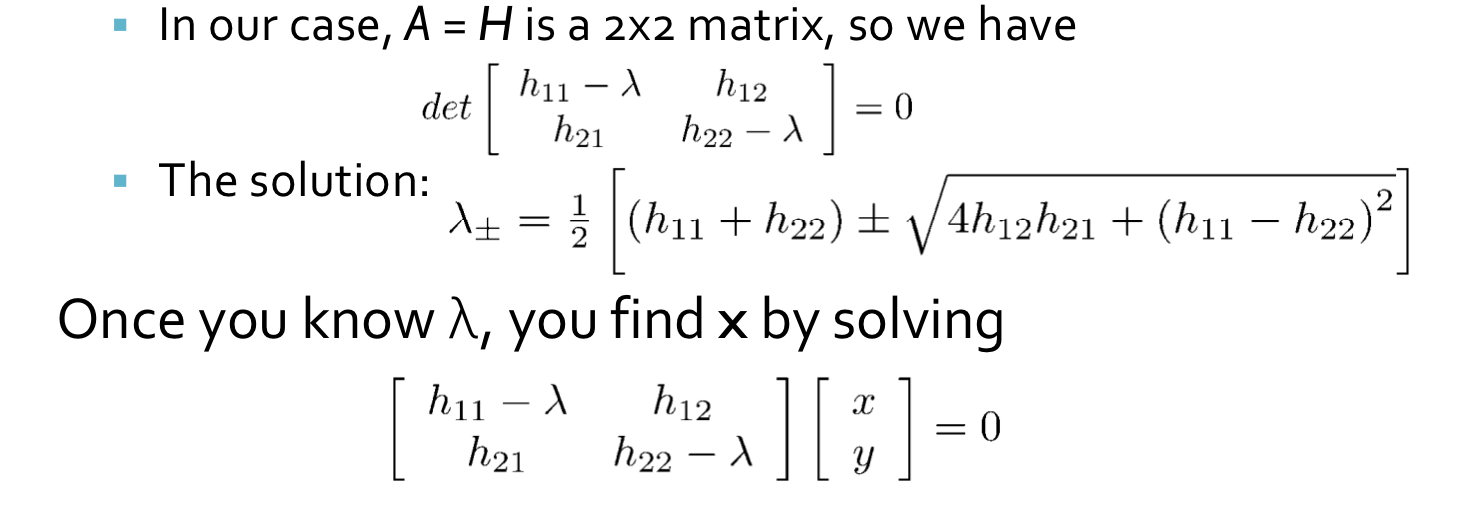 ▪ In our case, A = H is a 2x2 matrix, so we have
det [ h₁₁ − λ h₁₂ ; h₂₁ h₂₂ − λ ] = 0
▪ The solution:
λ± = ½ [(h₁₁ + h₂₂) ± √(4h₁₂h₂₁ + (h₁₁ − h₂₂)²)]
Once you know λ, you find x by solving
[ h₁₁ − λ h₁₂ ; h₂₁ h₂₂ − λ ] [ x ; y ] = 0